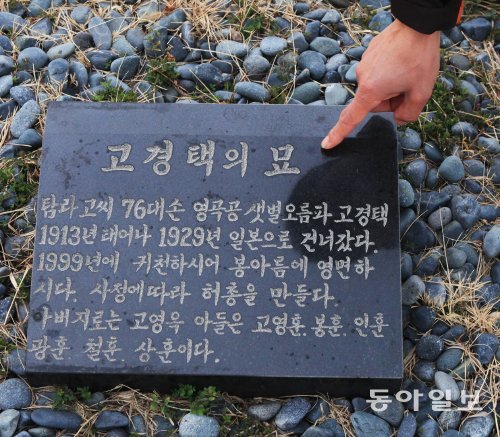 고경택의 묘
탐라 고씨 76대손 영곡공 샛별오름파 고경택
1913년 태어나 1929년 일본으로 건너갔다.
1999년에 귀천하시어 봉아름에 영면하
시다. 사정에따라 허총을 만들다.
아버지로는 고영옥 아들은 고영훈. 봉훈. 인훈
광훈. 철훈. 상훈이다.
동아일보